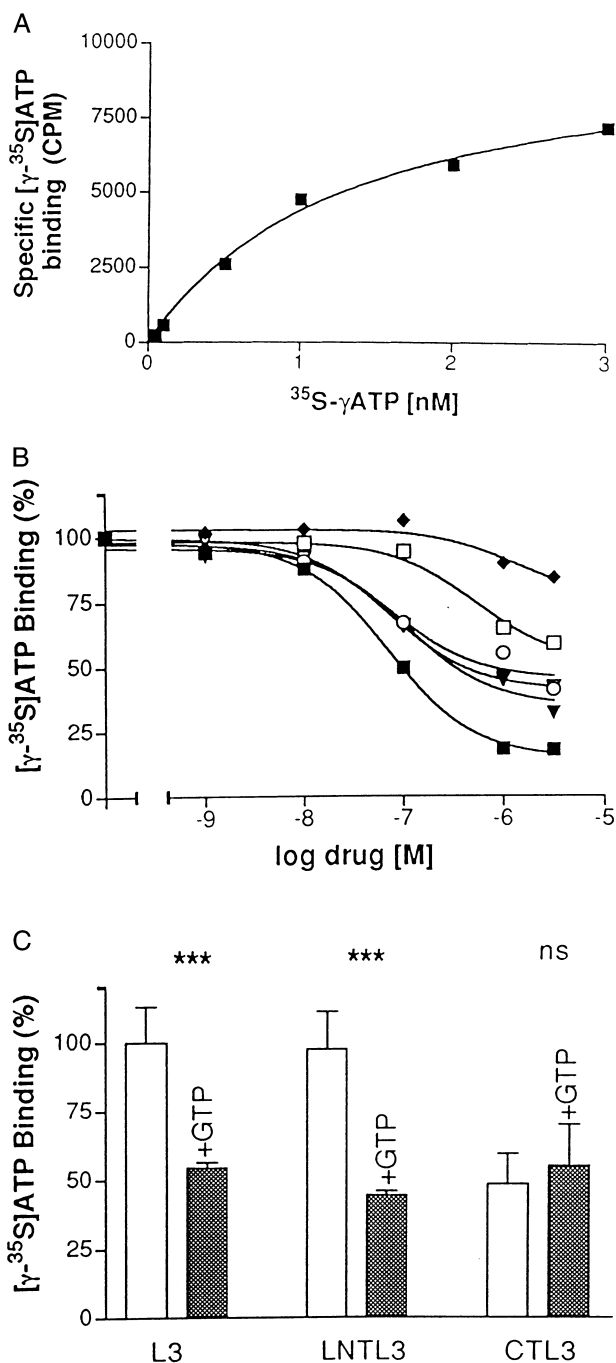 A
10000
7500
5000
2500
0
Specific [γ-³⁵S]ATP
binding (CPM)
0 1 2 3
³⁵S-γATP [nM]
B
100
75
50
25
0
[γ-³⁵S]ATP Binding (%)
-9 -8 -7 -6 -5
log drug [M]
C
*** *** ns
100
75
50
25
0
[γ-³⁵S]ATP Binding (%)
+GTP
+GTP
+GTP
L3 LNTL3 CTL3